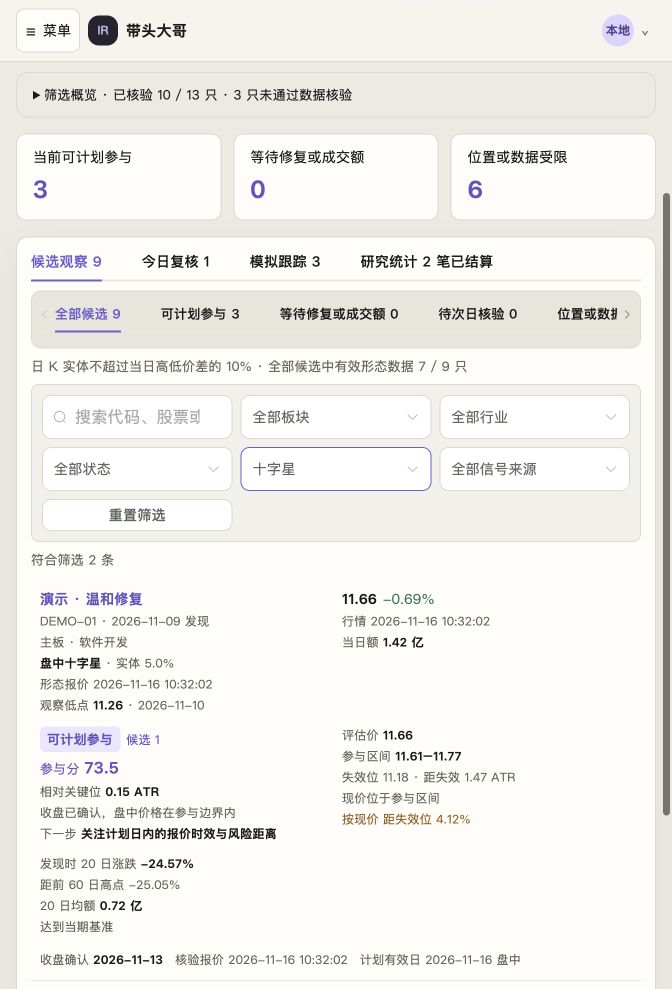 菜单 IR 带头大哥 本地
筛选概览 · 已核验 10 / 13 只 · 3 只未通过数据核验
当前可计划参与
3
等待修复或成交额
0
位置或数据受限
6
候选观察 9 今日复核 1 模拟跟踪 3 研究统计 2 笔已结算
全部候选 9 可计划参与 3 等待修复或成交额 0 待次日核验 0 位置或数据
日 K 实体不超过当日高低价差的 10% · 全部候选中有效形态数据 7 / 9 只
搜索代码、股票或 全部板块 全部行业
全部状态 十字星 全部信号来源
重置筛选
符合筛选 2 条
演示 · 温和修复
DEMO-01 · 2026-11-09 发现
主板 · 软件开发
盘中十字星 · 实体 5.0%
形态报价 2026-11-16 10:32:02
观察低点 11.26 · 2026-11-10
11.66 -0.69%
行情 2026-11-16 10:32:02
当日额 1.42 亿
可计划参与 候选 1
参与分 73.5
相对关键位 0.15 ATR
收盘已确认，盘中价格在参与边界内
下一步 关注计划日内的报价时效与风险距离
评估价 11.66
参与区间 11.61—11.77
失效位 11.18 · 距失效 1.47 ATR
现价位于参与区间
按现价 距失效位 4.12%
发现时 20 日涨跌 -24.57%
距前 60 日高点 -25.05%
20 日均额 0.72 亿
达到当期基准
收盘确认 2026-11-13 核验报价 2026-11-16 10:32:02 计划有效日 2026-11-16 盘中